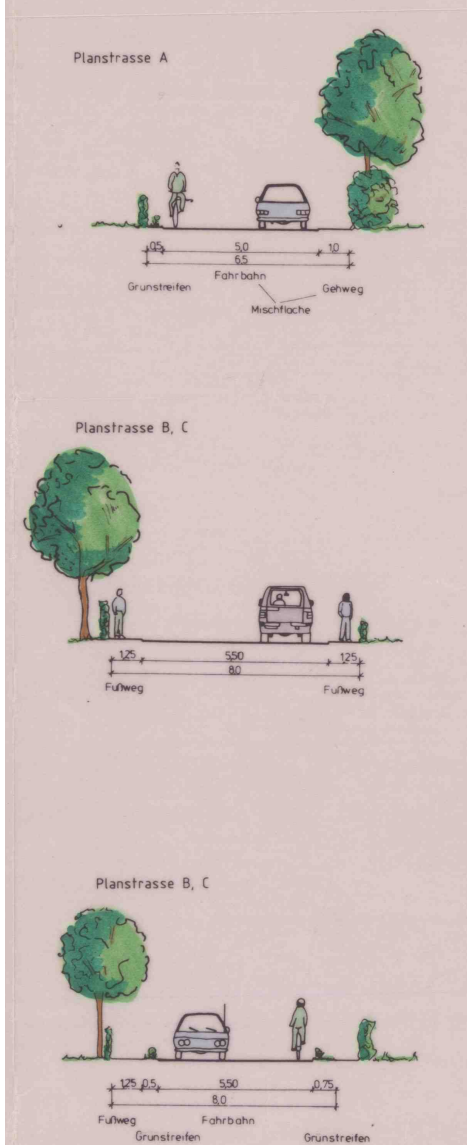 Planstrasse A
0,5 5,0 1,0
6,5
Fahrbahn
Grünstreifen Gehweg
Mischfläche
Planstrasse B, C
1,25 5,50 1,25
8,0
Fußweg Fußweg
Planstrasse B, C
1,25 0,5 5,50 0,75
8,0
Fußweg Fahrbahn
Grünstreifen Grünstreifen